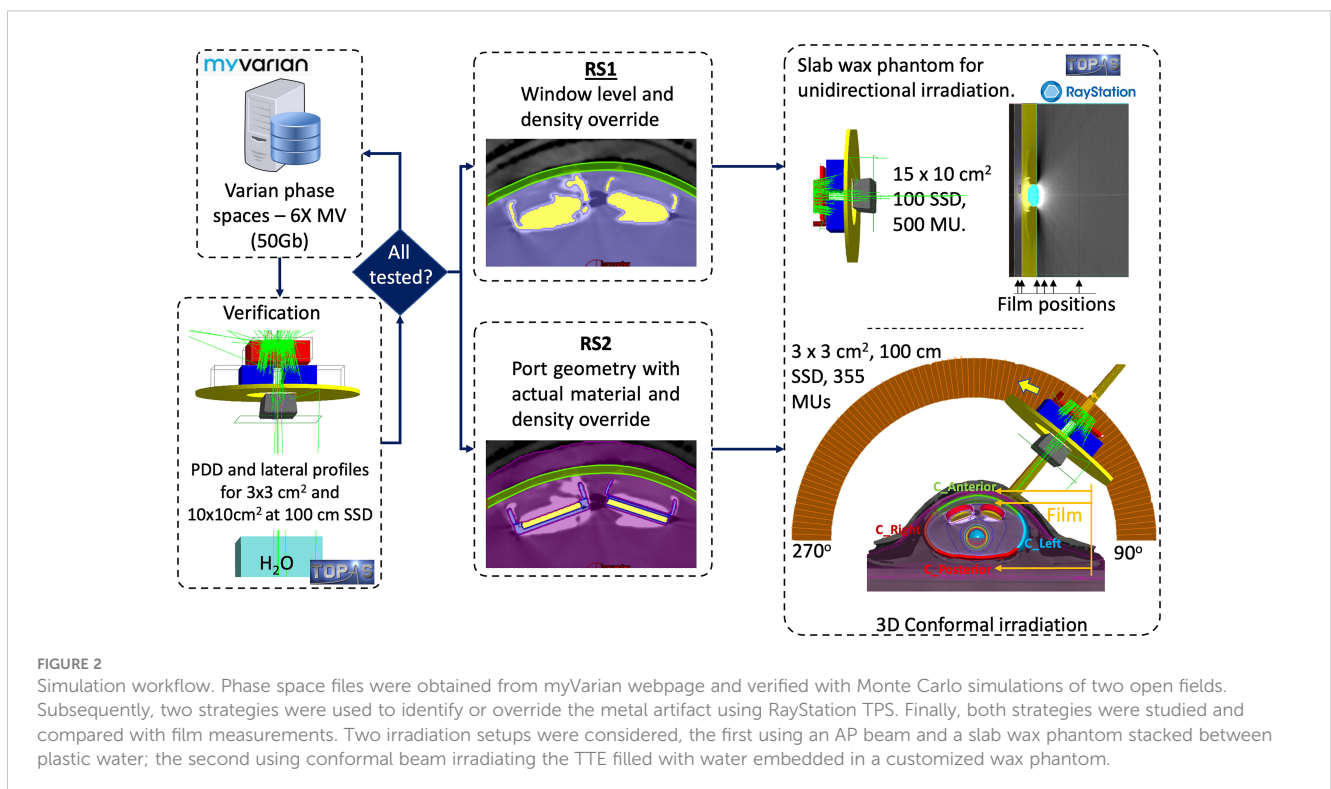 myvarian
Varian phase
spaces – 6X MV
(50Gb)
Verification
PDD and lateral profiles
for 3x3 cm² and
10x10cm² at 100 cm SSD
H₂O
TOPAS
All
tested?
RS1
Window level and
density override
RS2
Port geometry with
actual material and
density override
Slab wax phantom for
unidirectional irradiation.
TOPAS
RayStation
15 x 10 cm²
100 SSD,
500 MU.
Film positions
3 x 3 cm², 100 cm
SSD, 355
MUs
C_Anterior
Film
C_Right
C_Left
C_Posterior
270º
90º
3D Conformal irradiation
FIGURE 2
Simulation workflow. Phase space files were obtained from myVarian webpage and verified with Monte Carlo simulations of two open fields.
Subsequently, two strategies were used to identify or override the metal artifact using RayStation TPS. Finally, both strategies were studied and
compared with film measurements. Two irradiation setups were considered, the first using an AP beam and a slab wax phantom stacked between
plastic water; the second using conformal beam irradiating the TTE filled with water embedded in a customized wax phantom.